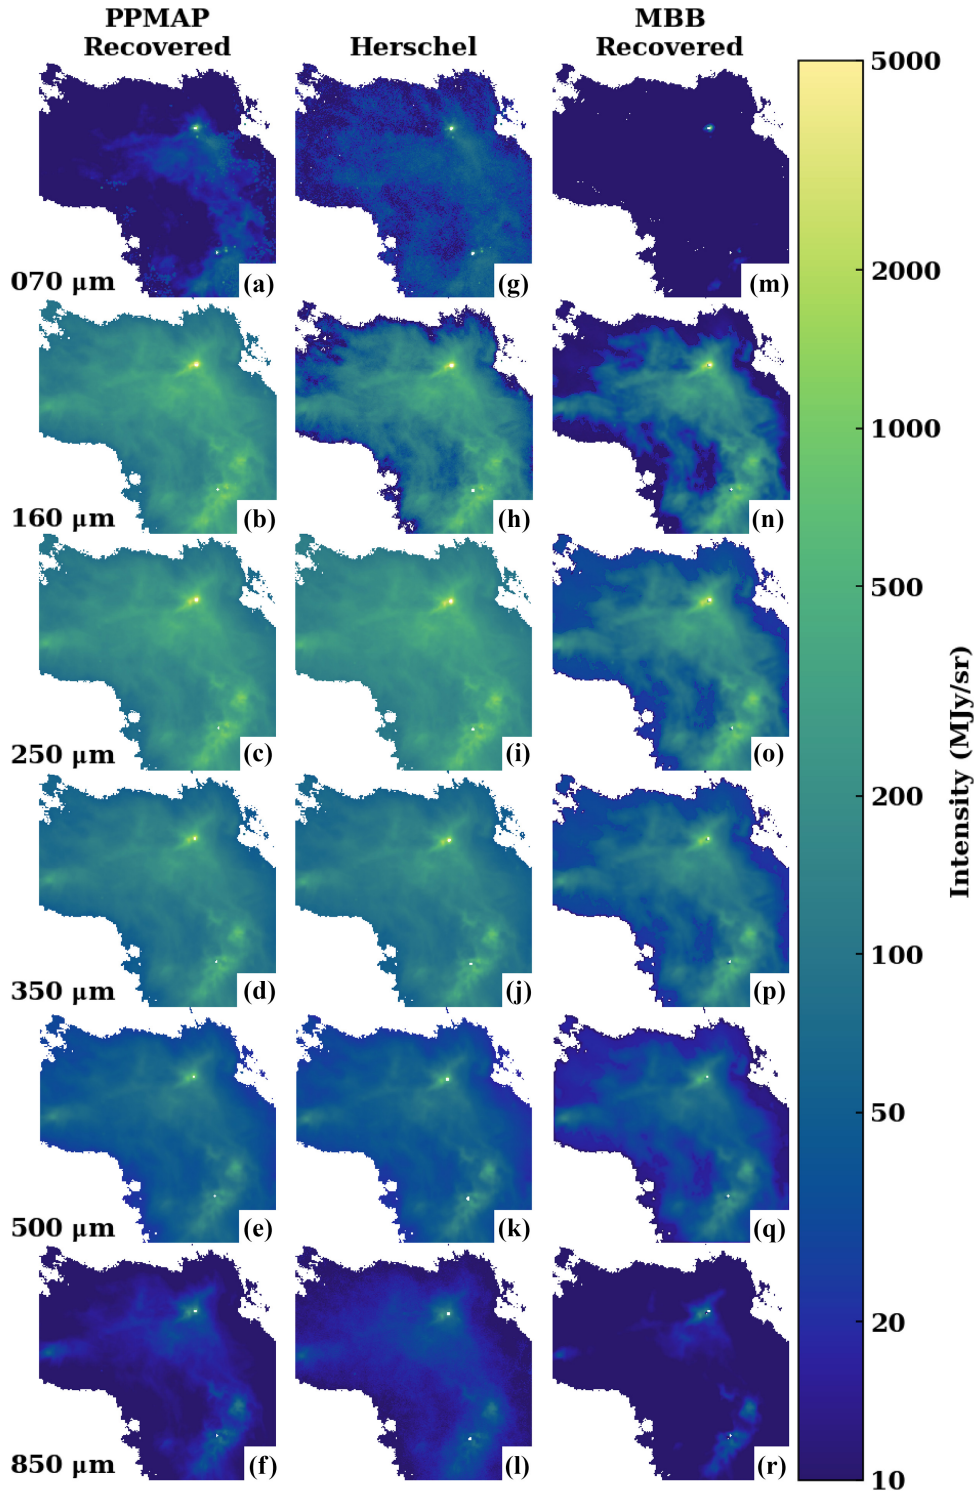 PPMAP
Recovered
Herschel
MBB
Recovered
070 μm
(a)
(g)
(m)
160 μm
(b)
(h)
(n)
250 μm
(c)
(i)
(o)
350 μm
(d)
(j)
(p)
500 μm
(e)
(k)
(q)
850 μm
(f)
(l)
(r)
5000
2000
1000
500
200
100
50
20
10
Intensity (MJy/sr)